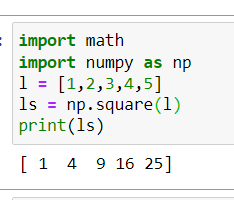 :
import math
import numpy as np
l = [1,2,3,4,5]
ls = np.square(l)
print(ls)
[ 1  4  9 16 25]